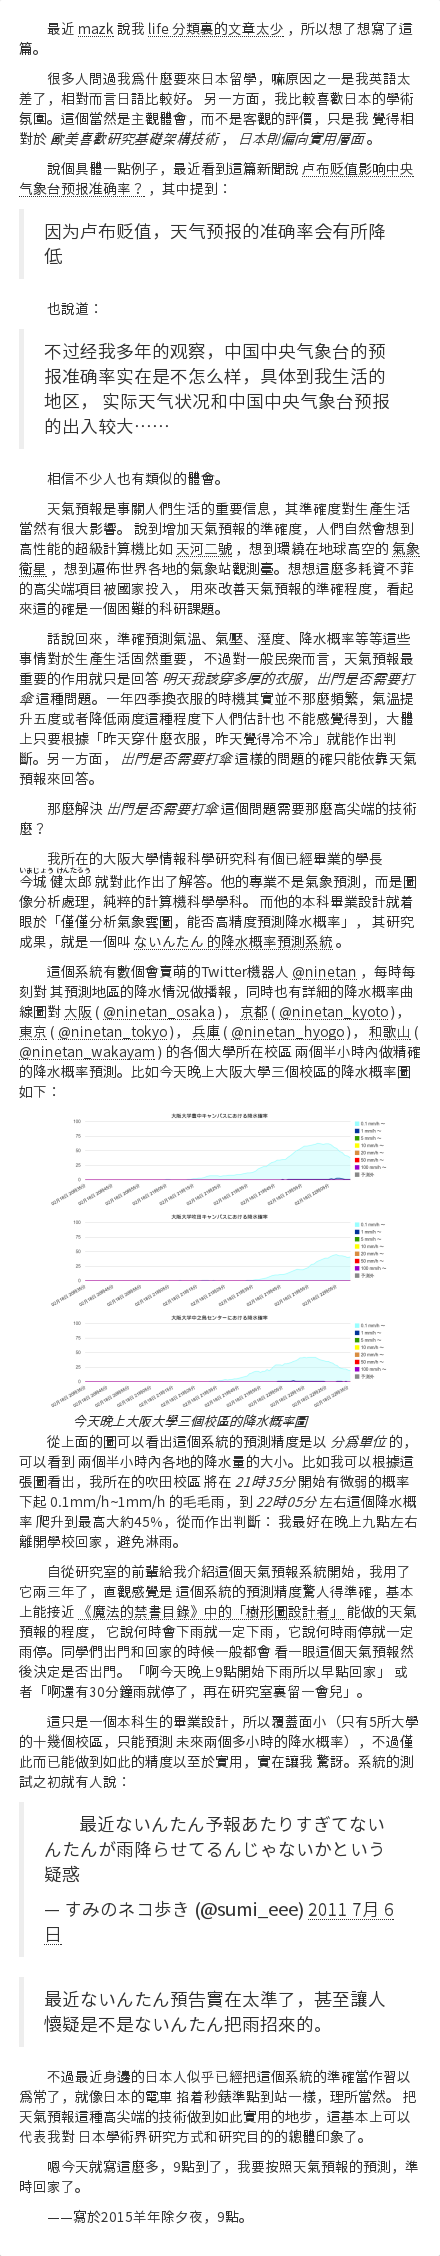 最近 mazk 說我 life 分類裏的文章太少 ，所以想了想寫了這
篇。
很多人問過我爲什麼要來日本留學，嘛原因之一是我英語太
差了，相對而言日語比較好。 另一方面，我比較喜歡日本的學術
氛圍。這個當然是主觀體會，而不是客觀的評價，只是我 覺得相
對於 歐美喜歡研究基礎架構技術 ， 日本則偏向實用層面 。
說個具體一點例子，最近看到這篇新聞說 卢布贬值影响中央
气象台预报准确率？ ，其中提到：
因为卢布贬值，天气预报的准确率会有所降
低
也說道：
不过经我多年的观察，中国中央气象台的预
报准确率实在是不怎么样，具体到我生活的
地区， 实际天气状况和中国中央气象台预报
的出入较大……
相信不少人也有類似的體會。
天氣預報是事關人們生活的重要信息，其準確度對生產生活
當然有很大影響。 說到增加天氣預報的準確度，人們自然會想到
高性能的超級計算機比如 天河二號 ，想到環繞在地球高空的 氣象
衛星 ，想到遍佈世界各地的氣象站觀測臺。想想這麼多耗資不菲
的高尖端項目被國家投入， 用來改善天氣預報的準確程度，看起
來這的確是一個困難的科研課題。
話說回來，準確預測氣溫、氣壓、溼度、降水概率等等這些
事情對於生產生活固然重要， 不過對一般民衆而言，天氣預報最
重要的作用就只是回答 明天我該穿多厚的衣服，出門是否需要打
傘 這種問題。一年四季換衣服的時機其實並不那麼頻繁，氣溫提
升五度或者降低兩度這種程度下人們估計也 不能感覺得到，大體
上只要根據「昨天穿什麼衣服，昨天覺得冷不冷」就能作出判
斷。另一方面， 出門是否需要打傘 這樣的問題的確只能依靠天氣
預報來回答。
那麼解決 出門是否需要打傘 這個問題需要那麼高尖端的技術
麼？
我所在的大阪大學情報科學研究科有個已經畢業的學長
いまじょう けんたろう
今城 健太郎 就對此作出了解答。他的專業不是氣象預測，而是圖
像分析處理，純粹的計算機科學學科。 而他的本科畢業設計就着
眼於「僅僅分析氣象雲圖，能否高精度預測降水概率」， 其研究
成果，就是一個叫 ないんたん 的降水概率預測系統 。
這個系統有數個會賣萌的Twitter機器人 @ninetan ，每時每
刻對 其預測地區的降水情況做播報，同時也有詳細的降水概率曲
線圖對 大阪 ( @ninetan_osaka ) ， 京都 ( @ninetan_kyoto )，
東京 ( @ninetan_tokyo )， 兵庫 ( @ninetan_hyogo )， 和歌山 (
@ninetan_wakayam ) 的各個大學所在校區 兩個半小時內做精確
的降水概率預測。比如今天晚上大阪大學三個校區的降水概率圖
如下：
大阪大学豊中キャンパスにおける降水確率
大阪大学吹田キャンパスにおける降水確率
大阪大学中之島センターにおける降水確率
今天晚上大阪大學三個校區的降水概率圖
從上面的圖可以看出這個系統的預測精度是以 分爲單位 的，
可以看到 兩個半小時內各地的降水量的大小。比如我可以根據這
張圖看出，我所在的吹田校區 將在 21時35分 開始有微弱的概率
下起 0.1mm/h~1mm/h 的毛毛雨，到 22時05分 左右這個降水概
率 爬升到最高大約45%，從而作出判斷： 我最好在晚上九點左右
離開學校回家，避免淋雨。
自從研究室的前輩給我介紹這個天氣預報系統開始，我用了
它兩三年了，直觀感覺是 這個系統的預測精度驚人得準確，基本
上能接近 《魔法的禁書目錄》中的「樹形圖設計者」 能做的天氣
預報的程度， 它說何時會下雨就一定下雨，它說何時雨停就一定
雨停。同學們出門和回家的時候一般都會 看一眼這個天氣預報然
後決定是否出門。「啊今天晚上9點開始下雨所以早點回家」 或
者「啊還有30分鐘雨就停了，再在研究室裏留一會兒」。
這只是一個本科生的畢業設計，所以覆蓋面小（只有5所大學
的十幾個校區，只能預測 未來兩個多小時的降水概率），不過僅
此而已能做到如此的精度以至於實用，實在讓我 驚訝。系統的測
試之初就有人說：
最近ないんたん予報あたりすぎてない
んたんが雨降らせてるんじゃないかという
疑惑
— すみのネコ歩き (@sumi_eee) 2011 7月 6
日
最近ないんたん預告實在太準了，甚至讓人
懷疑是不是ないんたん把雨招來的。
不過最近身邊的日本人似乎已經把這個系統的準確當作習以
爲常了，就像日本的電車 掐着秒錶準點到站一樣，理所當然。 把
天氣預報這種高尖端的技術做到如此實用的地步，這基本上可以
代表我對 日本學術界研究方式和研究目的的總體印象了。
嗯今天就寫這麼多，9點到了，我要按照天氣預報的預測，準
時回家了。
——寫於2015羊年除夕夜，9點。